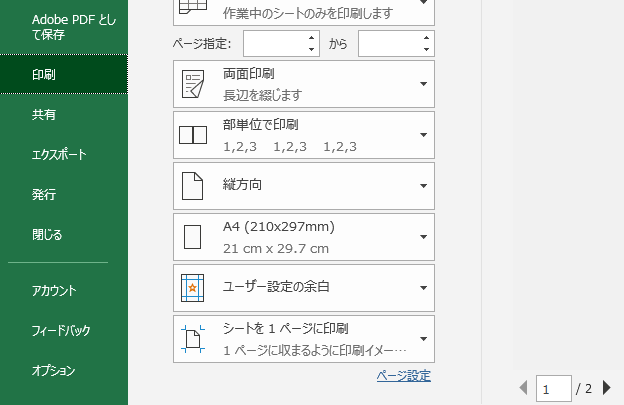 Adobe PDF とし
て保存
印刷
共有
エクスポート
発行
閉じる
アカウント
フィードバック
オプション
作業中のシートのみを印刷します
ページ指定:
から
両面印刷
長辺を綴じます
部単位で印刷
1,2,3 1,2,3 1,2,3
縦方向
A4 (210x297mm)
21 cm x 29.7 cm
ユーザー設定の余白
シートを 1 ページに印刷
1 ページに収まるように印刷イメー…
ページ設定
1 / 2